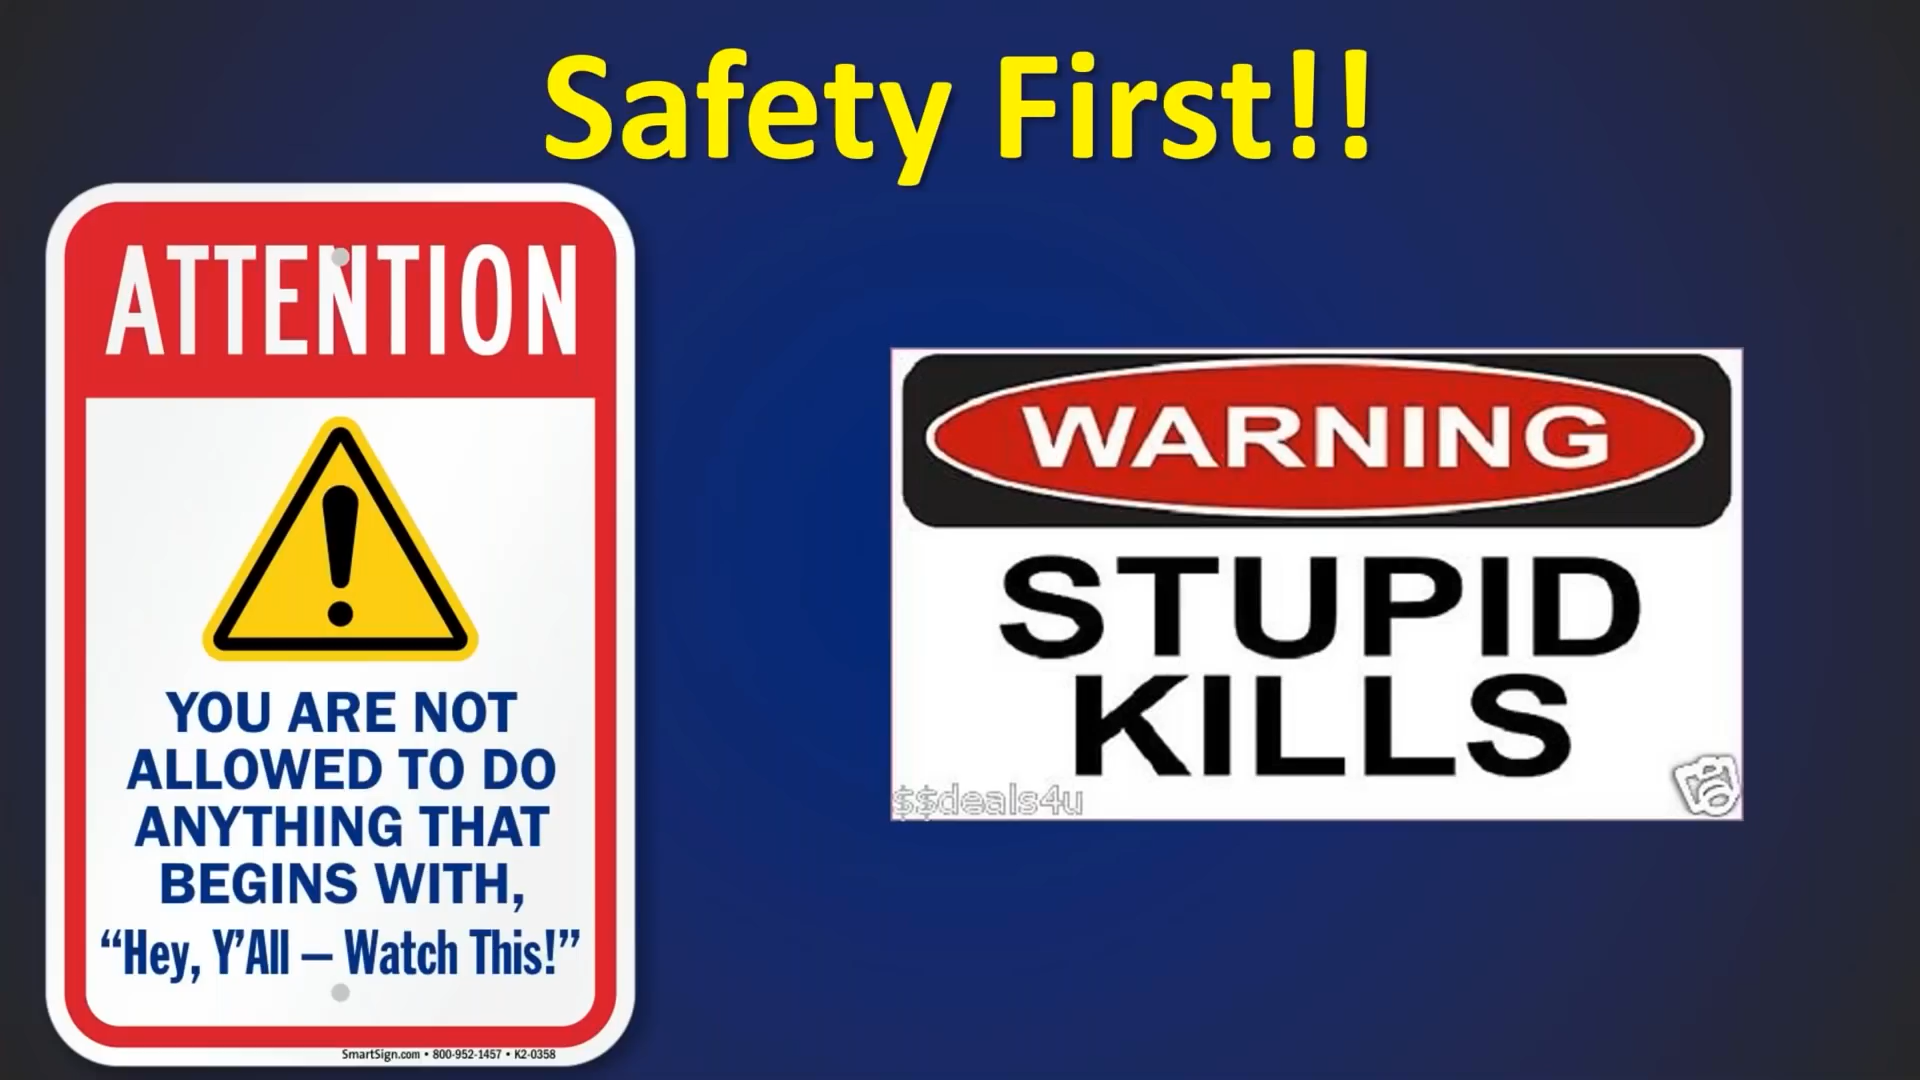 Safety First!!
ATTENTION
YOU ARE NOT
ALLOWED TO DO
ANYTHING THAT
BEGINS WITH,
“Hey, Y’All – Watch This!”
SmartSign.com • 800-952-1457 • K2-0358
WARNING
STUPID
KILLS
$$deals4u